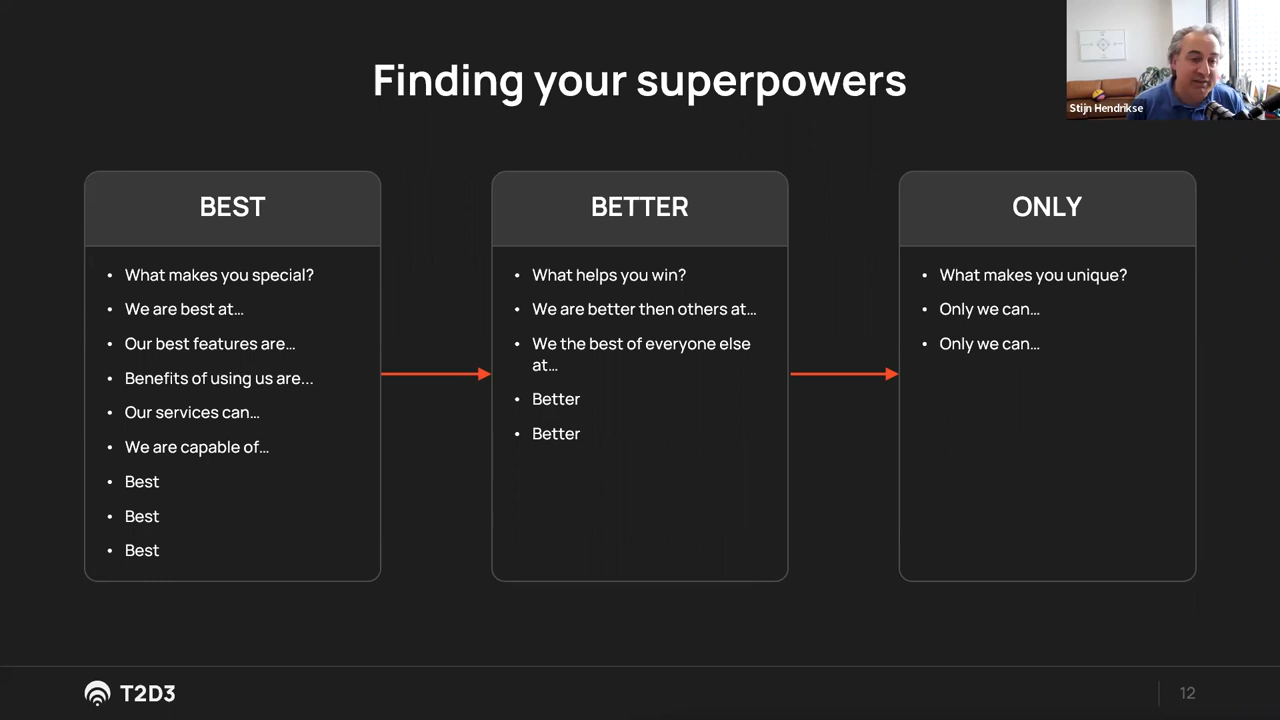 Finding your superpowers
Stijn Hendrikse
BEST
• What makes you special?
• We are best at…
• Our best features are…
• Benefits of using us are...
• Our services can…
• We are capable of…
• Best
• Best
• Best
BETTER
• What helps you win?
• We are better then others at…
• We the best of everyone else
at…
• Better
• Better
ONLY
• What makes you unique?
• Only we can…
• Only we can…
T2D3
12